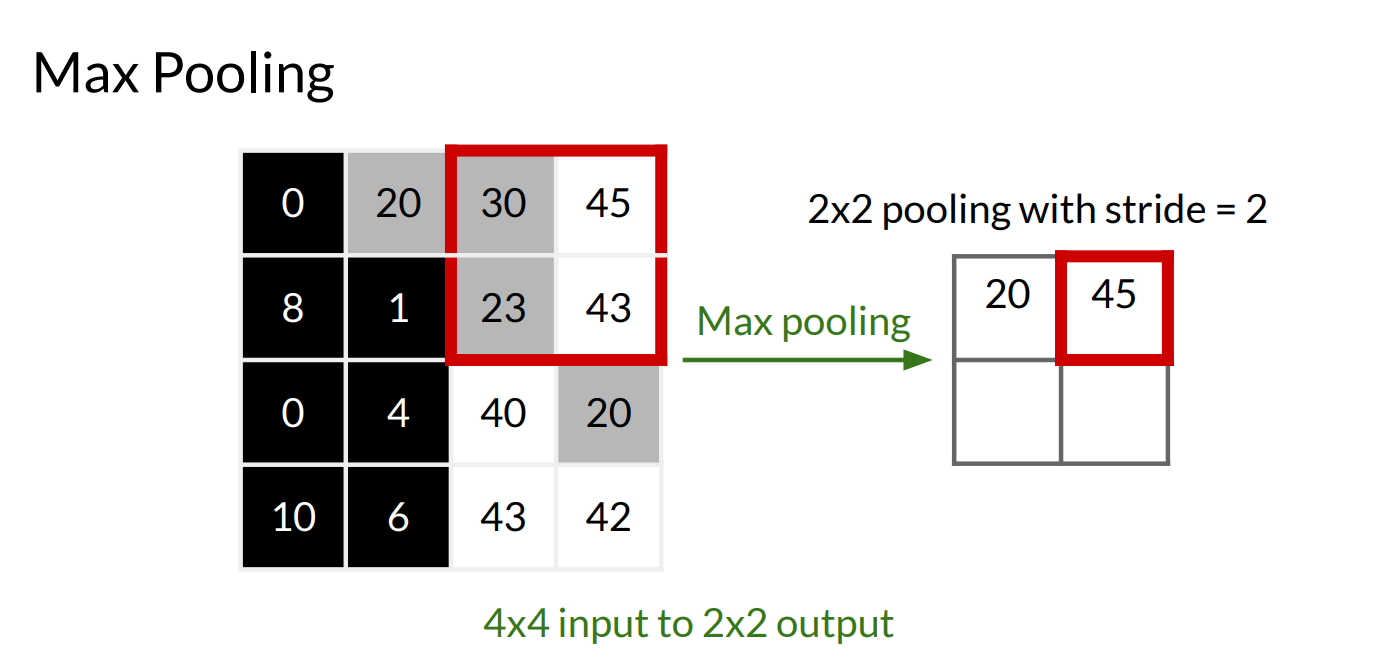 Max Pooling
0 20 30 45
8 1 23 43
0 4 40 20
10 6 43 42
2x2 pooling with stride = 2
Max pooling
20 45
4x4 input to 2x2 output